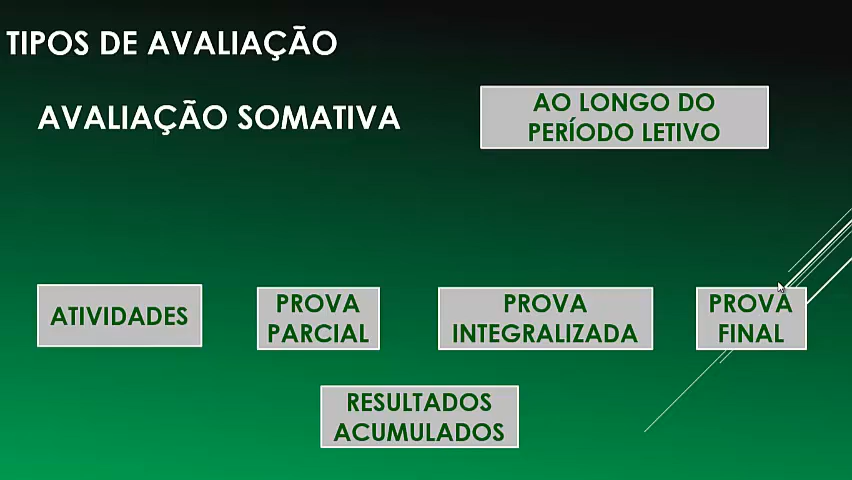 TIPOS DE AVALIAÇÃO
AVALIAÇÃO SOMATIVA
AO LONGO DO
PERÍODO LETIVO
ATIVIDADES
PROVA
PARCIAL
PROVA
INTEGRALIZADA
PROVA
FINAL
RESULTADOS
ACUMULADOS